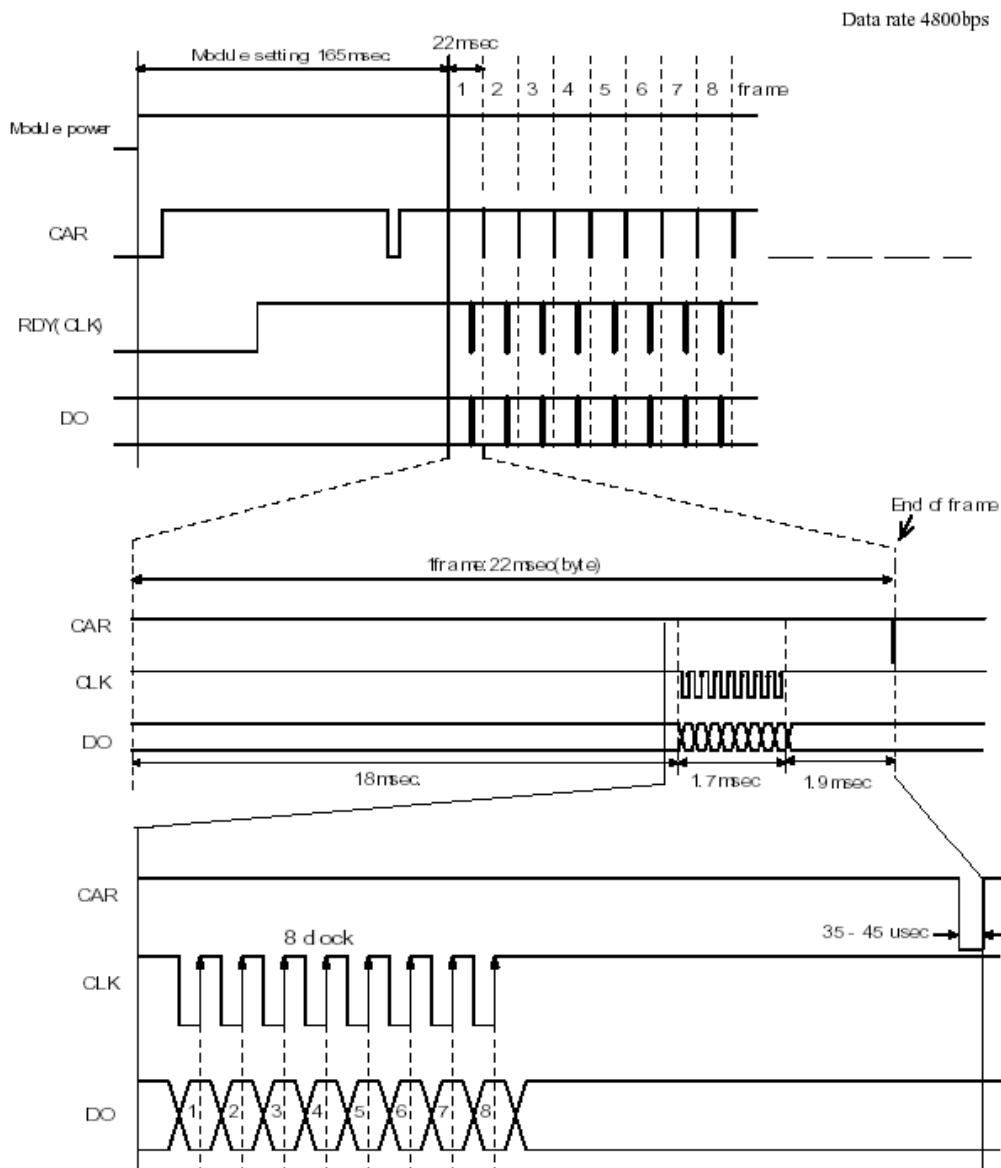 Data rate 4800bps
22msec
Module setting 165msec
1 2 3 4 5 6 7 8 frame
Module power
CAR
RDY(CLK)
DO
End of frame
1frame:22msec(byte)
CAR
CLK
DO
18msec.
1.7msec
1.9msec
CAR
35 - 45 usec
8 clock
CLK
DO
1 2 3 4 5 6 7 8